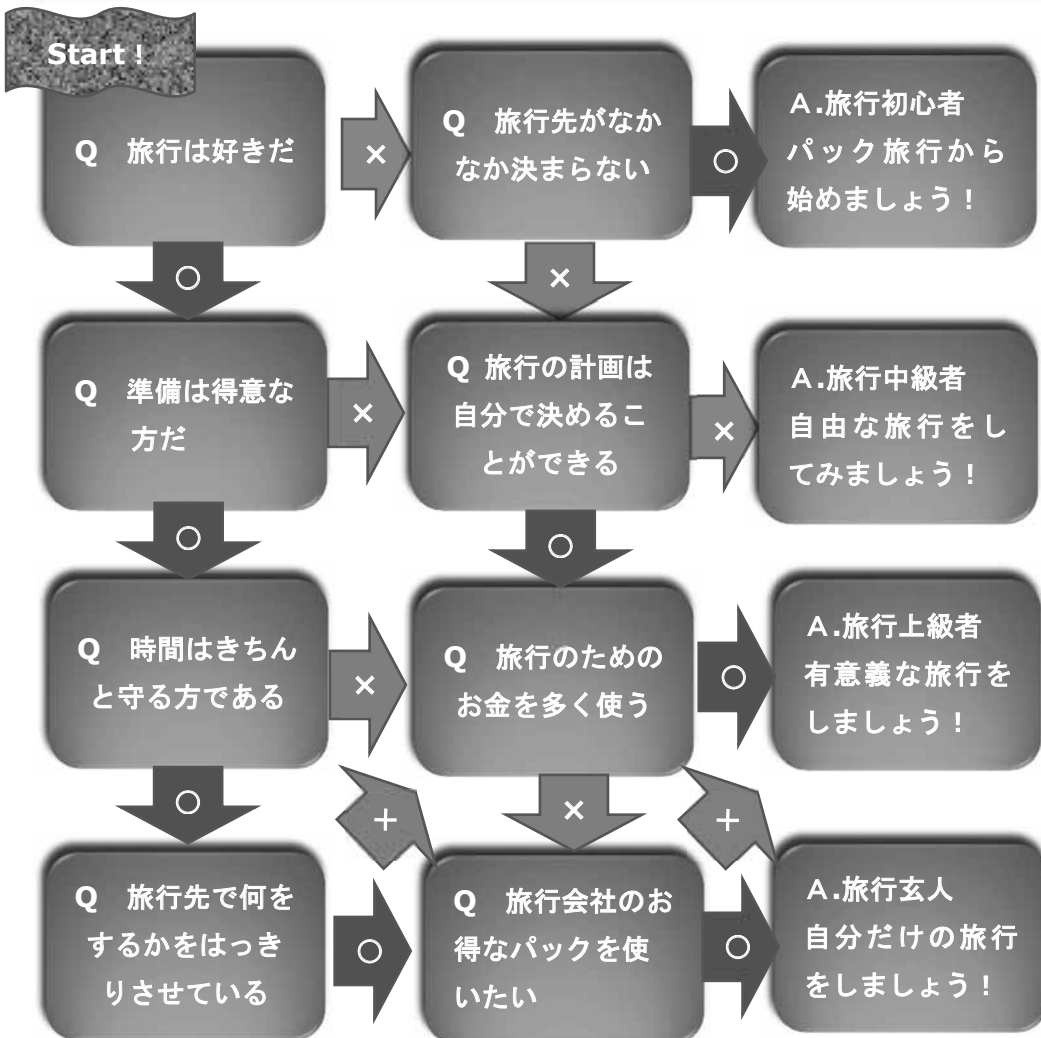 Start！
Q　旅行は好きだ
×
Q　旅行先がなか
なか決まらない
○
A.旅行初心者
パック旅行から
始めましょう！
○
×
Q　準備は得意な
方だ
×
Q 旅行の計画は
自分で決めるこ
とができる
×
A.旅行中級者
自由な旅行をし
てみましょう！
○
○
Q　時間はきちん
と守る方である
×
Q　旅行のための
お金を多く使う
○
A.旅行上級者
有意義な旅行を
しましょう！
○
×
Q　旅行先で何を
するかをはっき
りさせている
○
Q　旅行会社のお
得なパックを使
いたい
○
A.旅行玄人
自分だけの旅行
をしましょう！